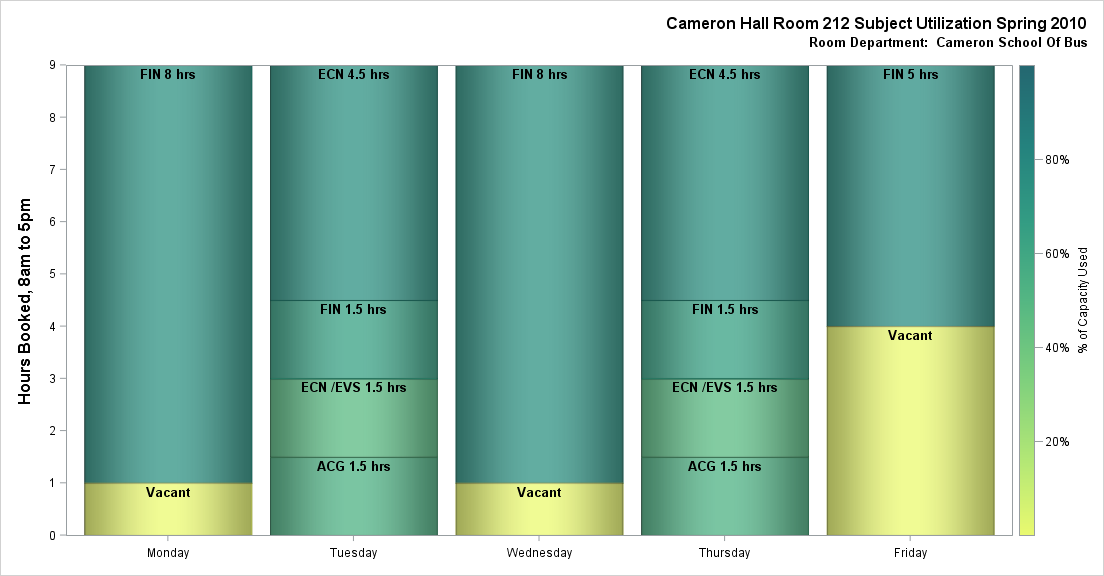 Cameron Hall Room 212 Subject Utilization Spring 2010
Room Department:  Cameron School Of Bus
Hours Booked, 8am to 5pm
9
8
7
6
5
4
3
2
1
0
FIN 8 hrs
Vacant
ECN 4.5 hrs
FIN 1.5 hrs
ECN /EVS 1.5 hrs
ACG 1.5 hrs
FIN 8 hrs
Vacant
ECN 4.5 hrs
FIN 1.5 hrs
ECN /EVS 1.5 hrs
ACG 1.5 hrs
FIN 5 hrs
Vacant
Monday
Tuesday
Wednesday
Thursday
Friday
80%
60%
40%
20%
% of Capacity Used